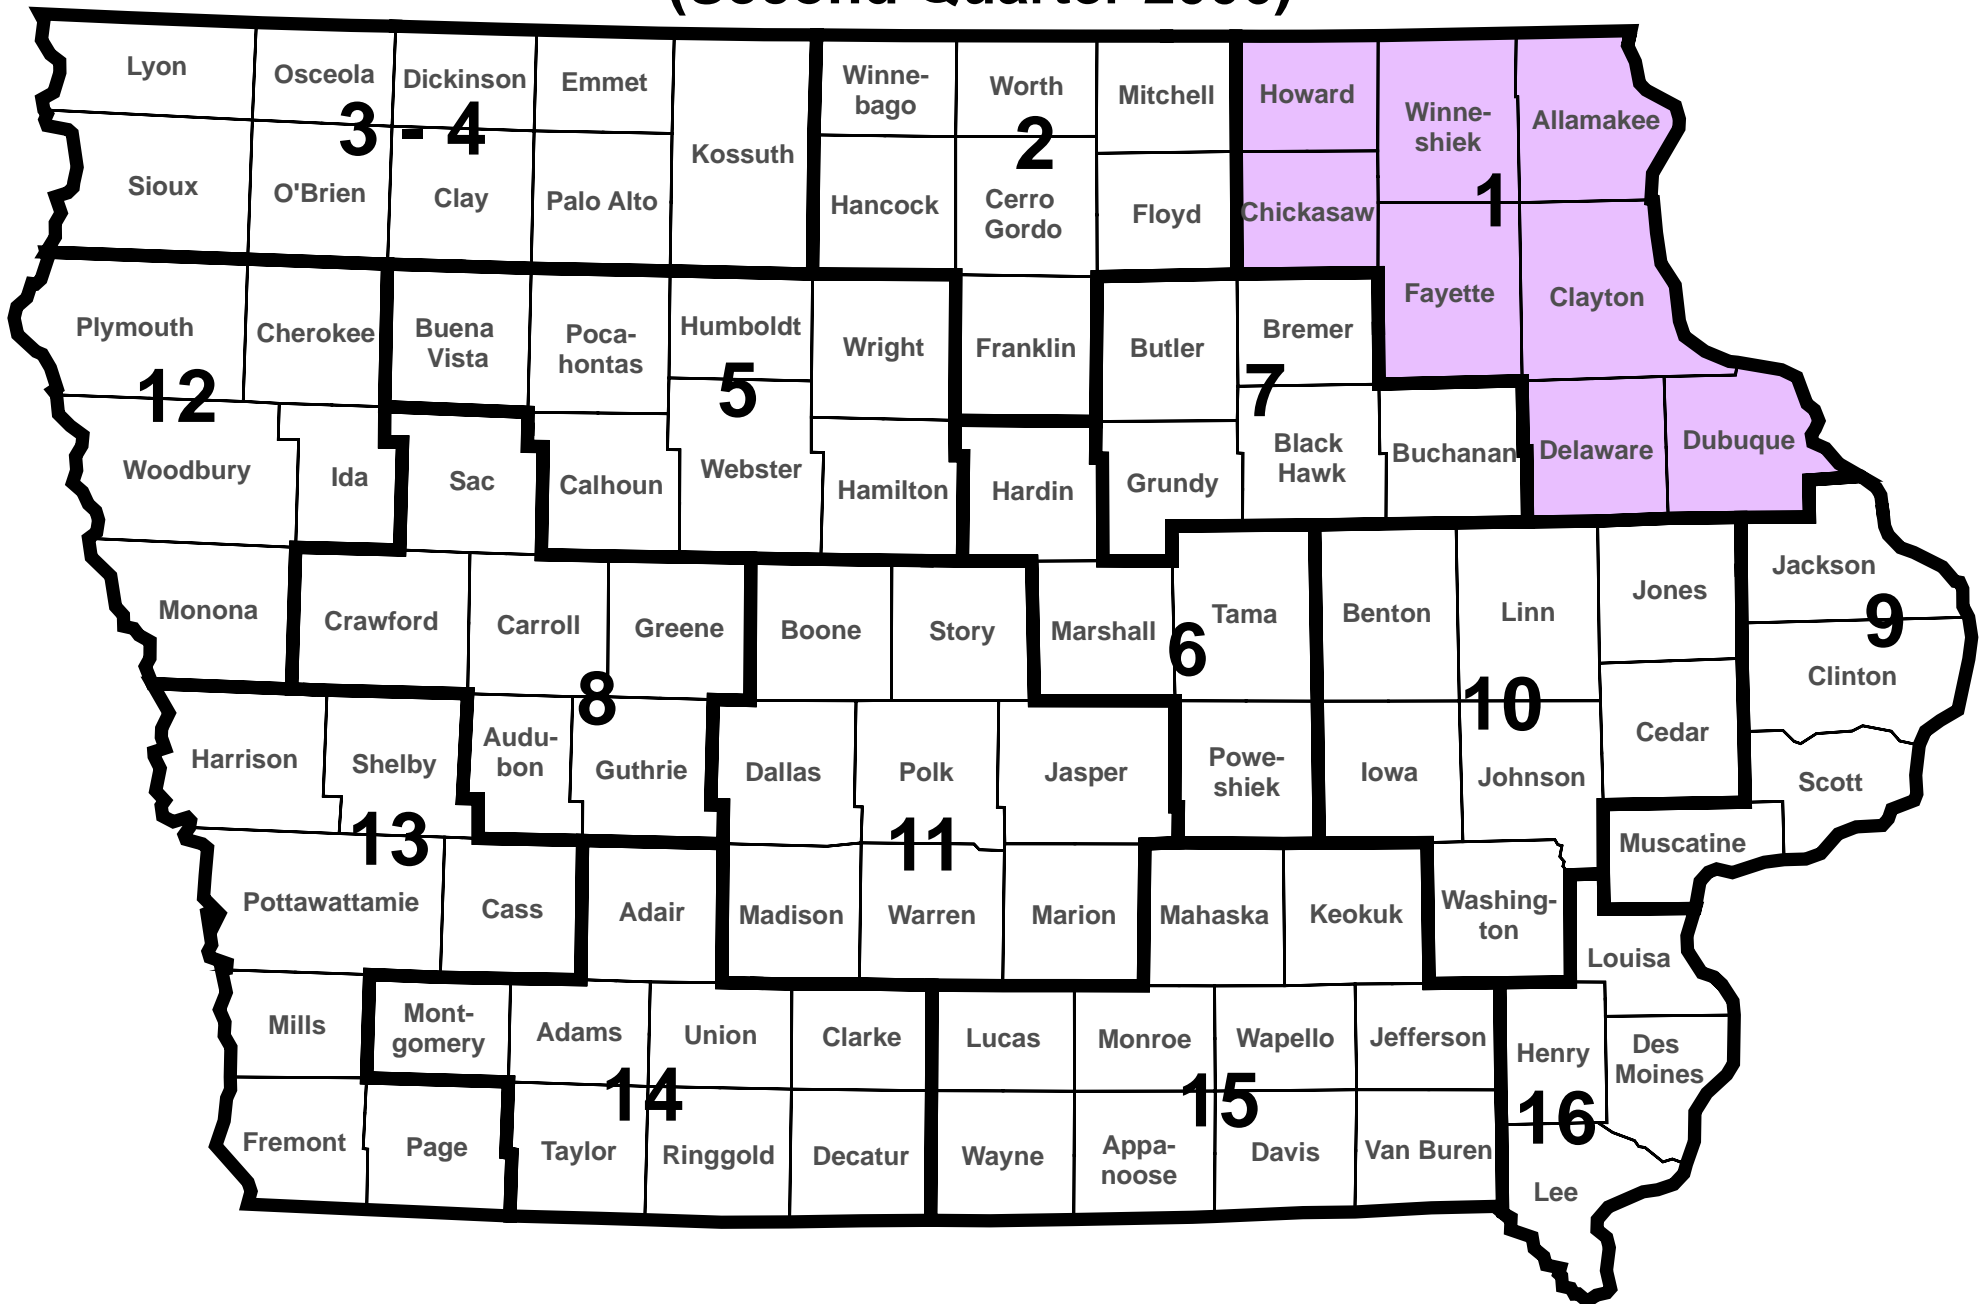 (Second Quarter
Lyon
Osceola
Dickinson
Emmet
Kossuth
Winne-
bago
Worth
Mitchell
Howard
Winne-
shiek
Allamakee
3 - 4
2
1
Sioux
O'Brien
Clay
Palo Alto
Hancock
Cerro
Gordo
Floyd
Chickasaw
Fayette
Clayton
Plymouth
Cherokee
Buena
Vista
Poca-
hontas
Humboldt
Wright
Franklin
Butler
Bremer
12
5
7
Woodbury
Ida
Sac
Calhoun
Webster
Hamilton
Hardin
Grundy
Black
Hawk
Buchanan
Delaware
Dubuque
Monona
Crawford
Carroll
Greene
Boone
Story
Marshall
Tama
Benton
Linn
Jones
Jackson
8
6
10
9
Clinton
Harrison
Shelby
Audu-
bon
Guthrie
Dallas
Polk
Jasper
Powe-
shiek
Iowa
Johnson
Cedar
Scott
13
11
Muscatine
Pottawattamie
Cass
Adair
Madison
Warren
Marion
Mahaska
Keokuk
Washing-
ton
Louisa
Mills
Mont-
gomery
Adams
Union
Clarke
Lucas
Monroe
Wapello
Jefferson
Henry
Des
Moines
14
15
16
Fremont
Page
Taylor
Ringgold
Decatur
Wayne
Appa-
noose
Davis
Van Buren
Lee